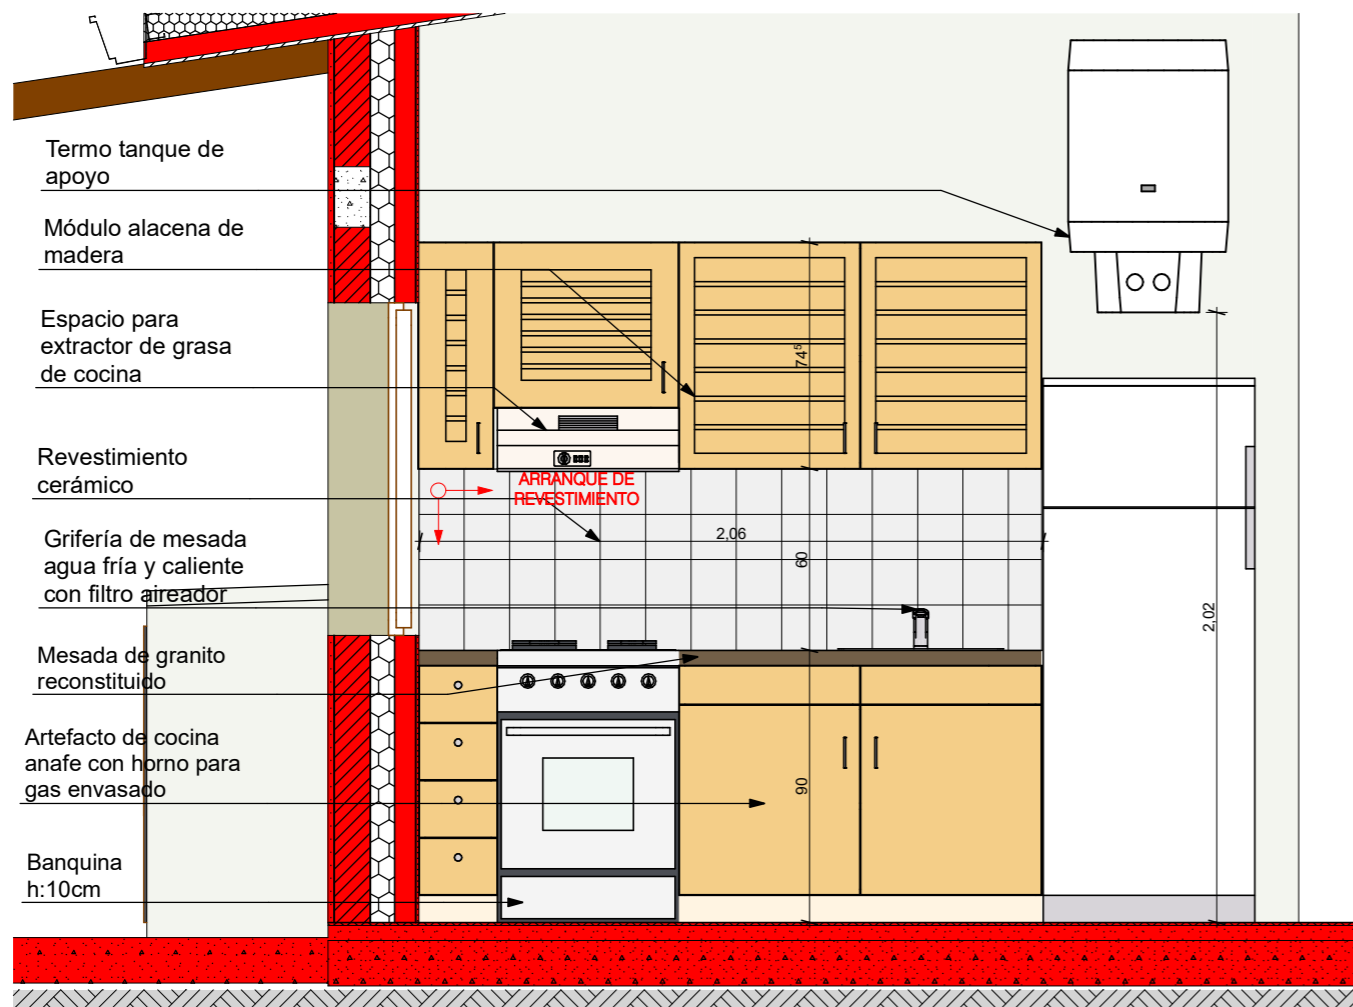 Termo tanque de
apoyo
Módulo alacena de
madera
Espacio para
extractor de grasa
de cocina
Revestimiento
cerámico
Grifería de mesada
agua fría y caliente
con filtro aireador
Mesada de granito
reconstituido
Artefacto de cocina
anafe con horno para
gas envasado
Banquina
h:10cm
ARRANQUE DE
REVESTIMIENTO
74⁵
2,06
60
90
2,02